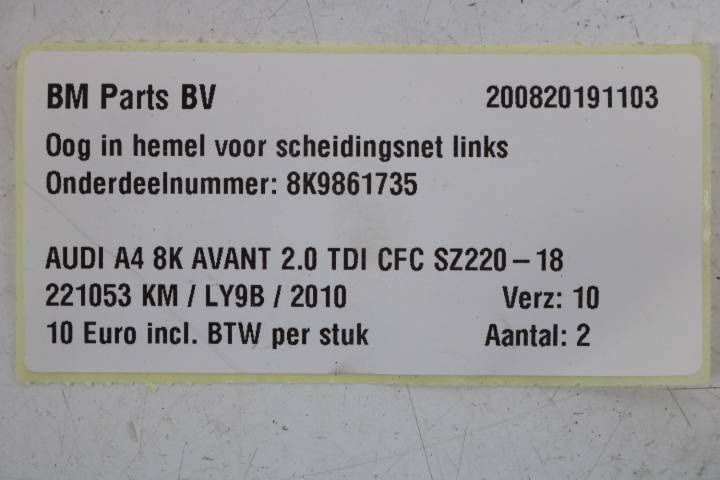 BM Parts BV 200820191103
Oog in hemel voor scheidingsnet links
Onderdeelnummer: 8K9861735
AUDI A4 8K AVANT 2.0 TDI CFC SZ220-18
221053 KM / LY9B / 2010 Verz: 10
10 Euro incl. BTW per stuk Aantal: 2